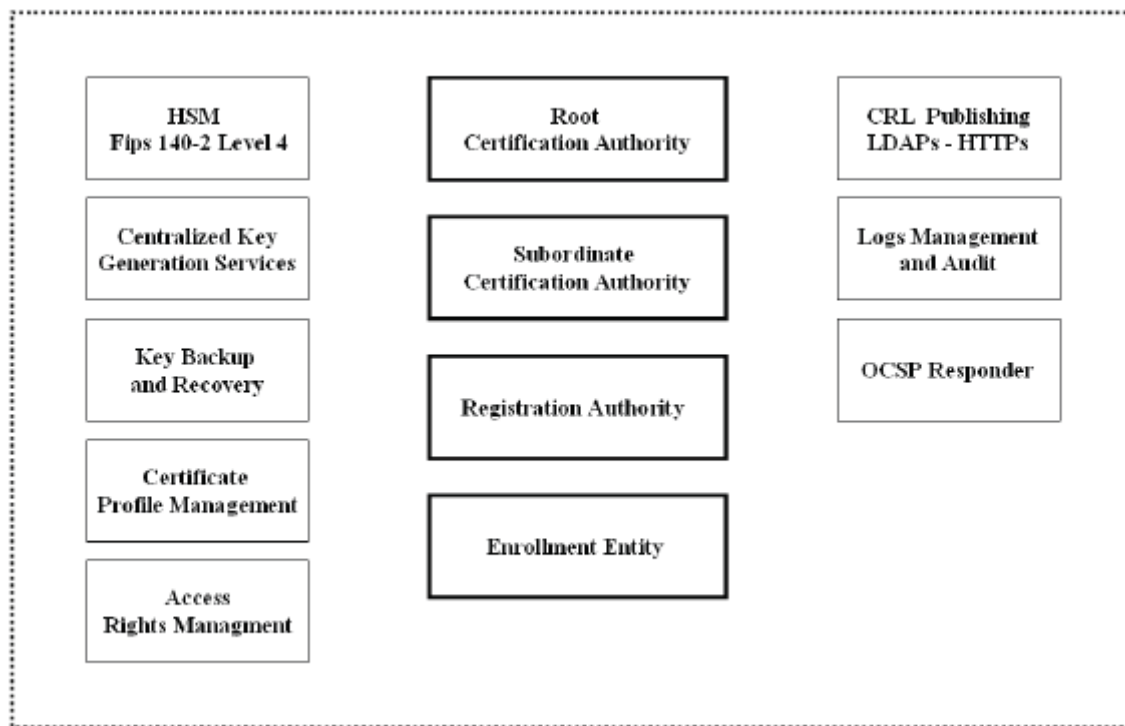 HSM
Fips 140-2 Level 4
Centralized Key
Generation Services
Key Backup
and Recovery
Certificate
Profile Management
Access
Rights Managment
Root
Certification Authority
Subordinate
Certification Authority
Registration Authority
Enrollment Entity
CRL Publishing
LDAPs - HTTPs
Logs Management
and Audit
OCSP Responder